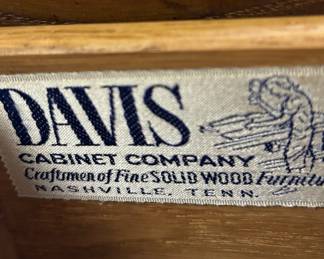 DAVIS
CABINET COMPANY
Craftsmen of Fine SOLID WOOD Furnitu
NASHVILLE, TENN.